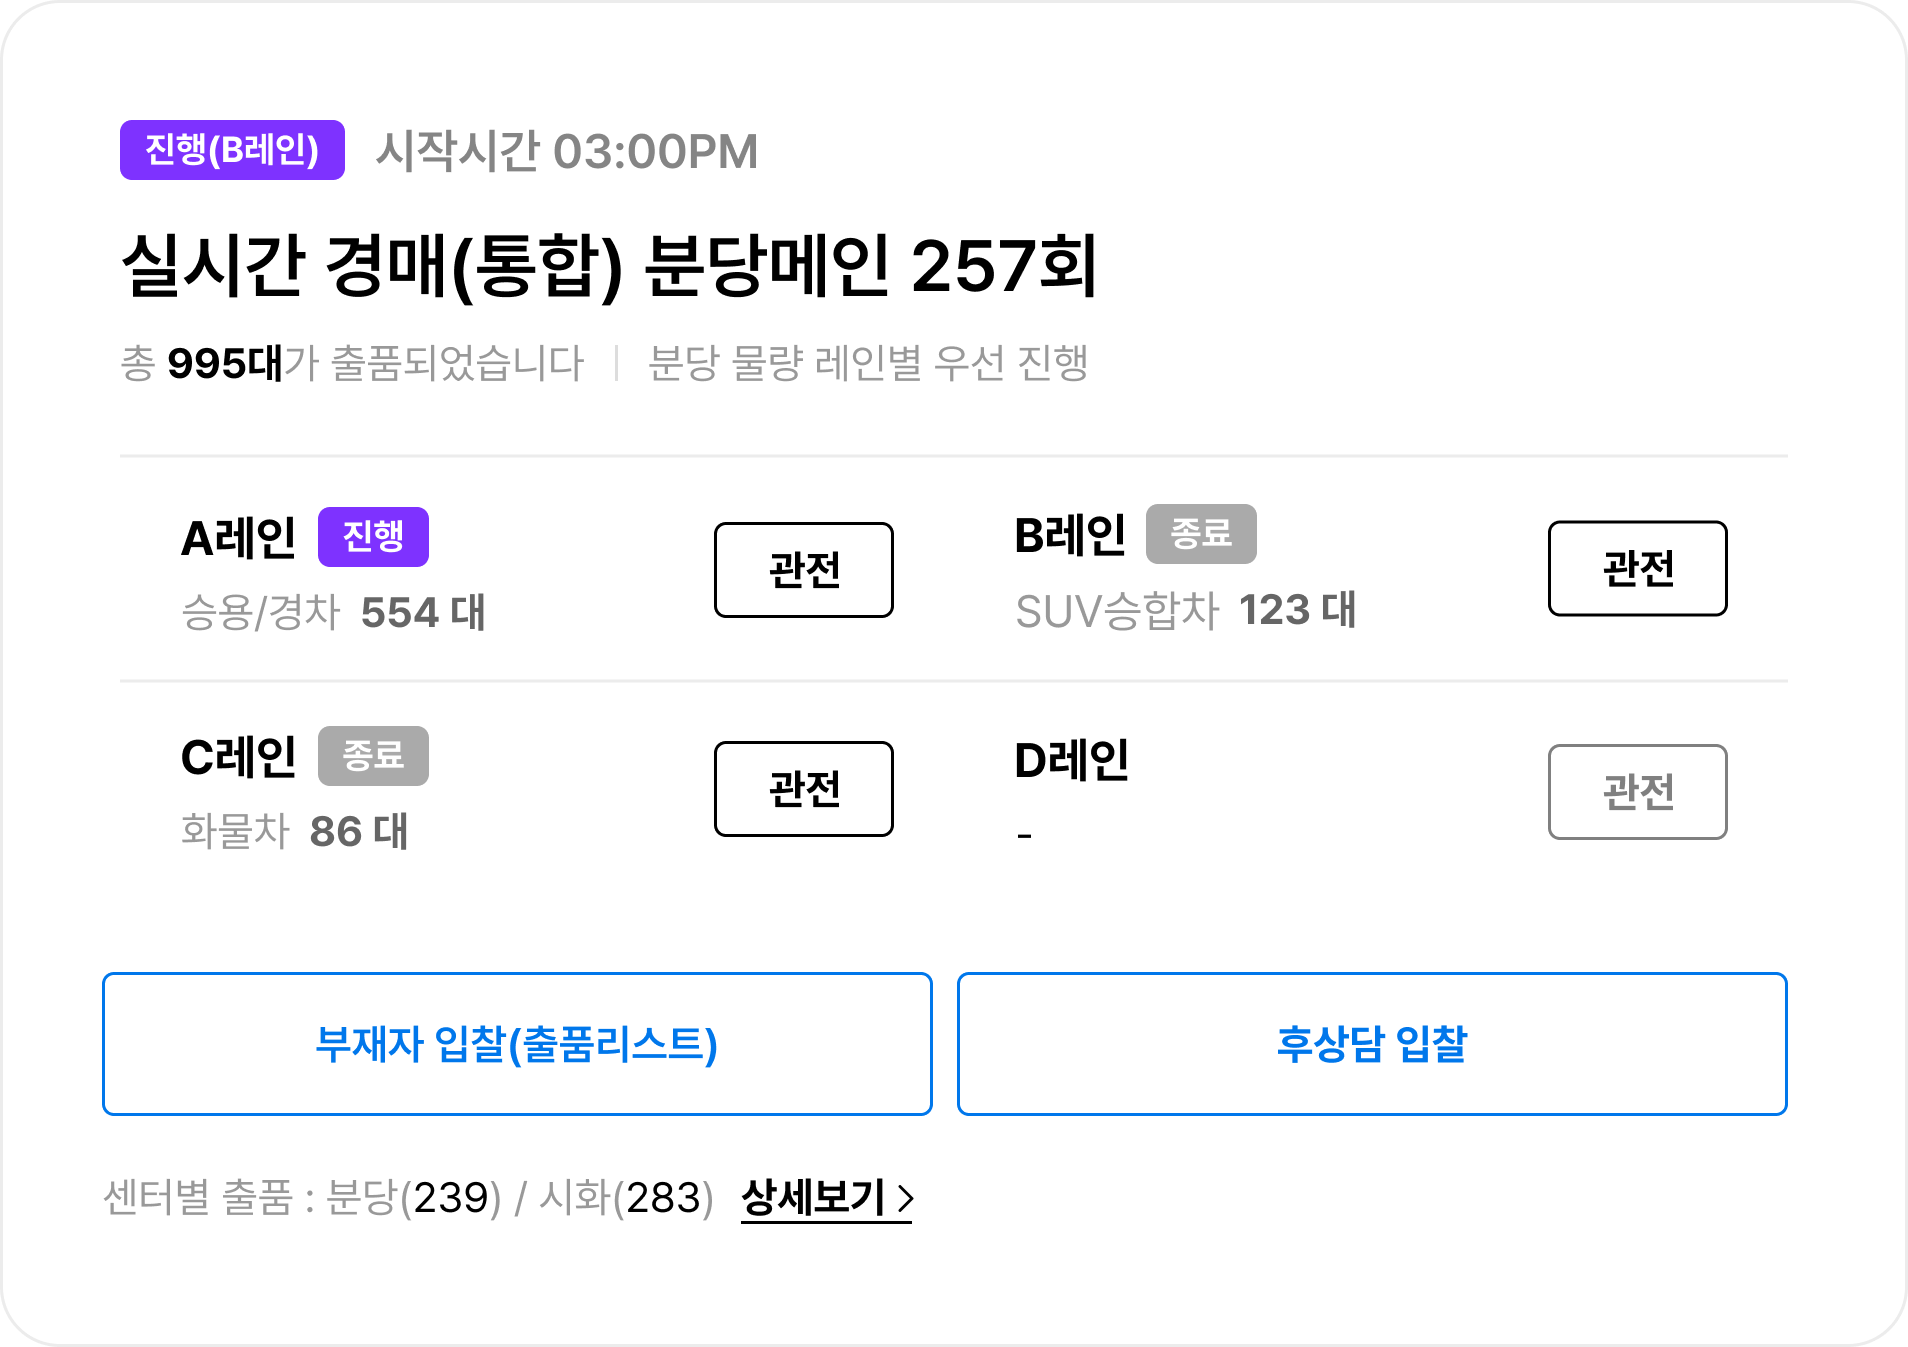 진행(B레인) 시작시간 03:00PM
실시간 경매(통합) 분당메인 257회
총 995대가 출품되었습니다 | 분당 물량 레인별 우선 진행
A레인 진행
승용/경차 554 대
관전
B레인 종료
SUV승합차 123 대
관전
C레인 종료
화물차 86 대
관전
D레인
-
관전
부재자 입찰(출품리스트)
후상담 입찰
센터별 출품 : 분당(239) / 시화(283) 상세보기 >